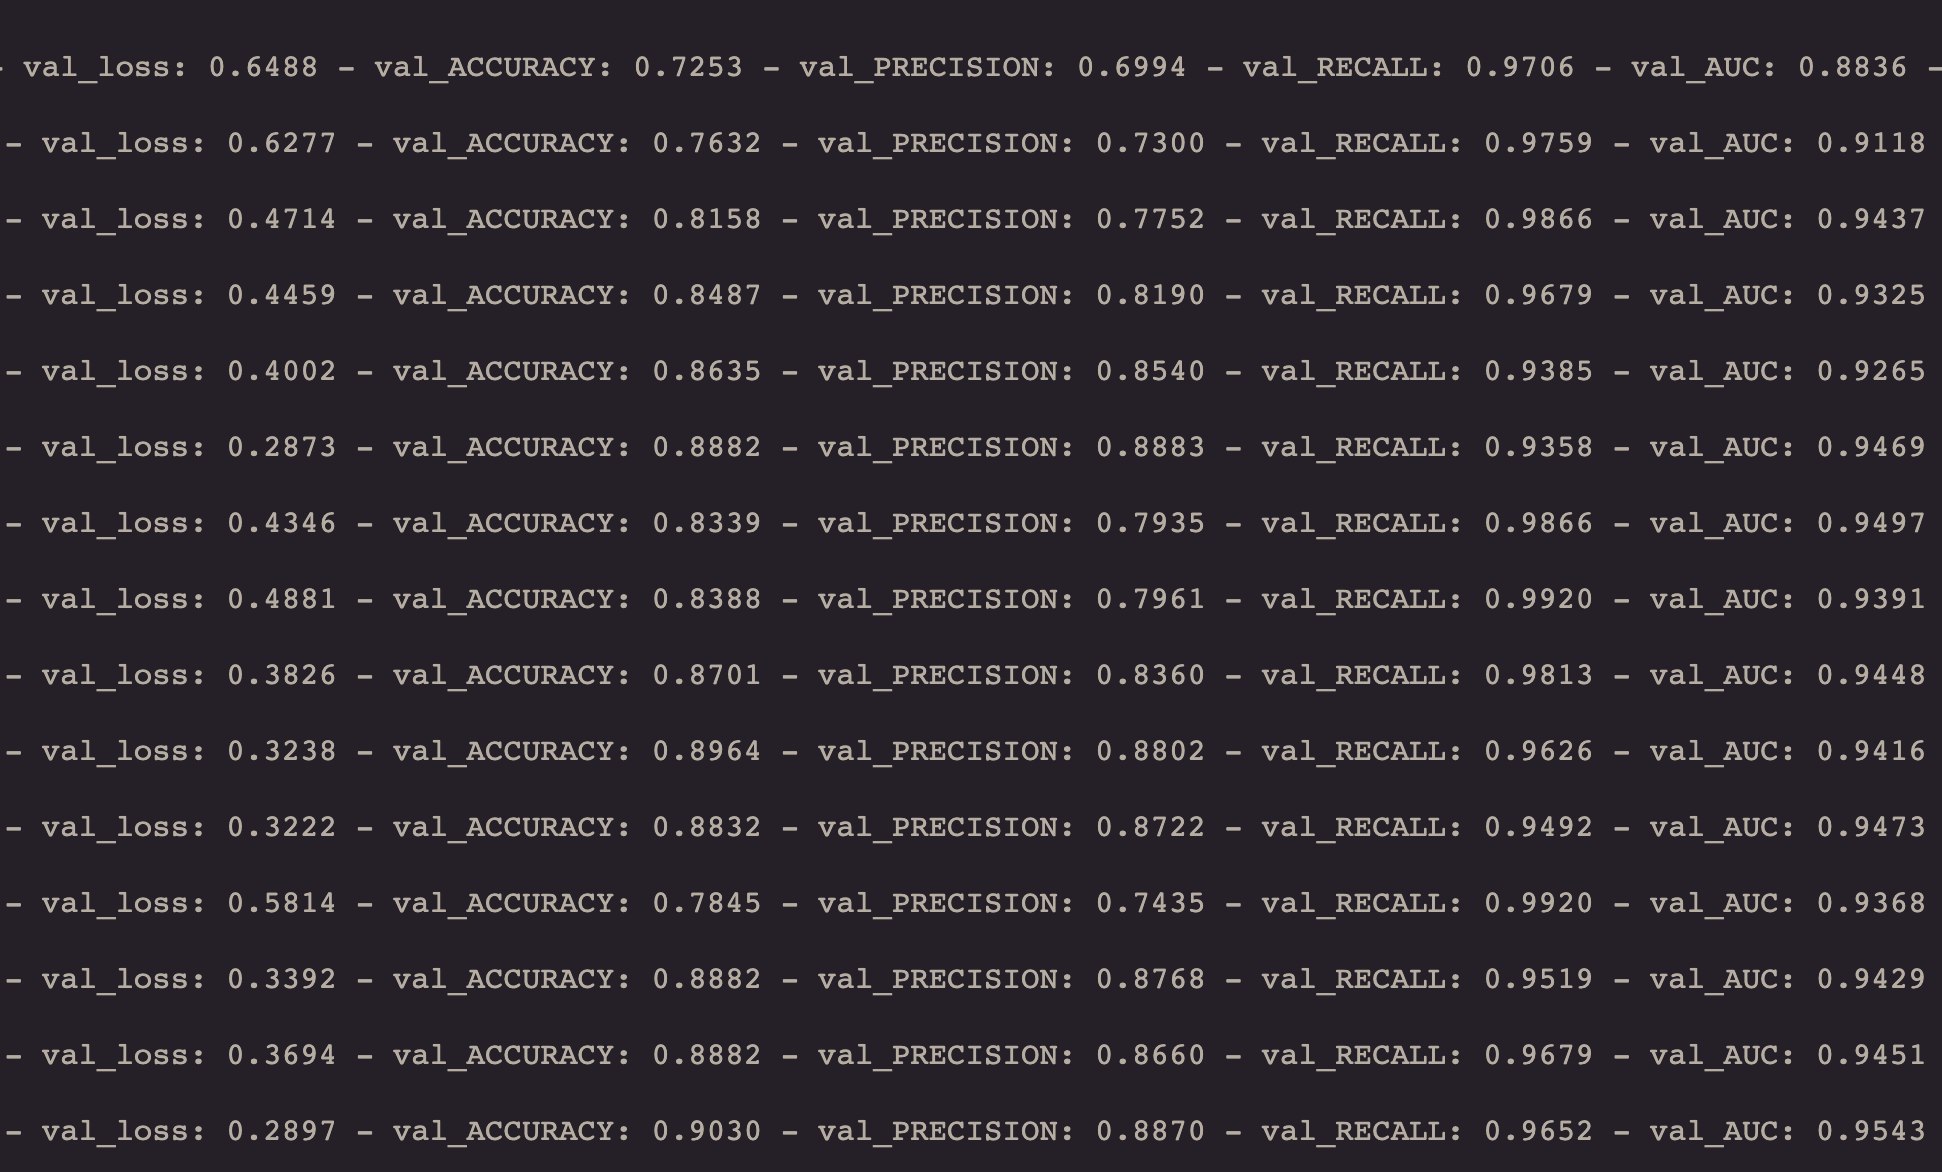 - val_loss: 0.6488 - val_ACCURACY: 0.7253 - val_PRECISION: 0.6994 - val_RECALL: 0.9706 - val_AUC: 0.8836 -
- val_loss: 0.6277 - val_ACCURACY: 0.7632 - val_PRECISION: 0.7300 - val_RECALL: 0.9759 - val_AUC: 0.9118
- val_loss: 0.4714 - val_ACCURACY: 0.8158 - val_PRECISION: 0.7752 - val_RECALL: 0.9866 - val_AUC: 0.9437
- val_loss: 0.4459 - val_ACCURACY: 0.8487 - val_PRECISION: 0.8190 - val_RECALL: 0.9679 - val_AUC: 0.9325
- val_loss: 0.4002 - val_ACCURACY: 0.8635 - val_PRECISION: 0.8540 - val_RECALL: 0.9385 - val_AUC: 0.9265
- val_loss: 0.2873 - val_ACCURACY: 0.8882 - val_PRECISION: 0.8883 - val_RECALL: 0.9358 - val_AUC: 0.9469
- val_loss: 0.4346 - val_ACCURACY: 0.8339 - val_PRECISION: 0.7935 - val_RECALL: 0.9866 - val_AUC: 0.9497
- val_loss: 0.4881 - val_ACCURACY: 0.8388 - val_PRECISION: 0.7961 - val_RECALL: 0.9920 - val_AUC: 0.9391
- val_loss: 0.3826 - val_ACCURACY: 0.8701 - val_PRECISION: 0.8360 - val_RECALL: 0.9813 - val_AUC: 0.9448
- val_loss: 0.3238 - val_ACCURACY: 0.8964 - val_PRECISION: 0.8802 - val_RECALL: 0.9626 - val_AUC: 0.9416
- val_loss: 0.3222 - val_ACCURACY: 0.8832 - val_PRECISION: 0.8722 - val_RECALL: 0.9492 - val_AUC: 0.9473
- val_loss: 0.5814 - val_ACCURACY: 0.7845 - val_PRECISION: 0.7435 - val_RECALL: 0.9920 - val_AUC: 0.9368
- val_loss: 0.3392 - val_ACCURACY: 0.8882 - val_PRECISION: 0.8768 - val_RECALL: 0.9519 - val_AUC: 0.9429
- val_loss: 0.3694 - val_ACCURACY: 0.8882 - val_PRECISION: 0.8660 - val_RECALL: 0.9679 - val_AUC: 0.9451
- val_loss: 0.2897 - val_ACCURACY: 0.9030 - val_PRECISION: 0.8870 - val_RECALL: 0.9652 - val_AUC: 0.9543